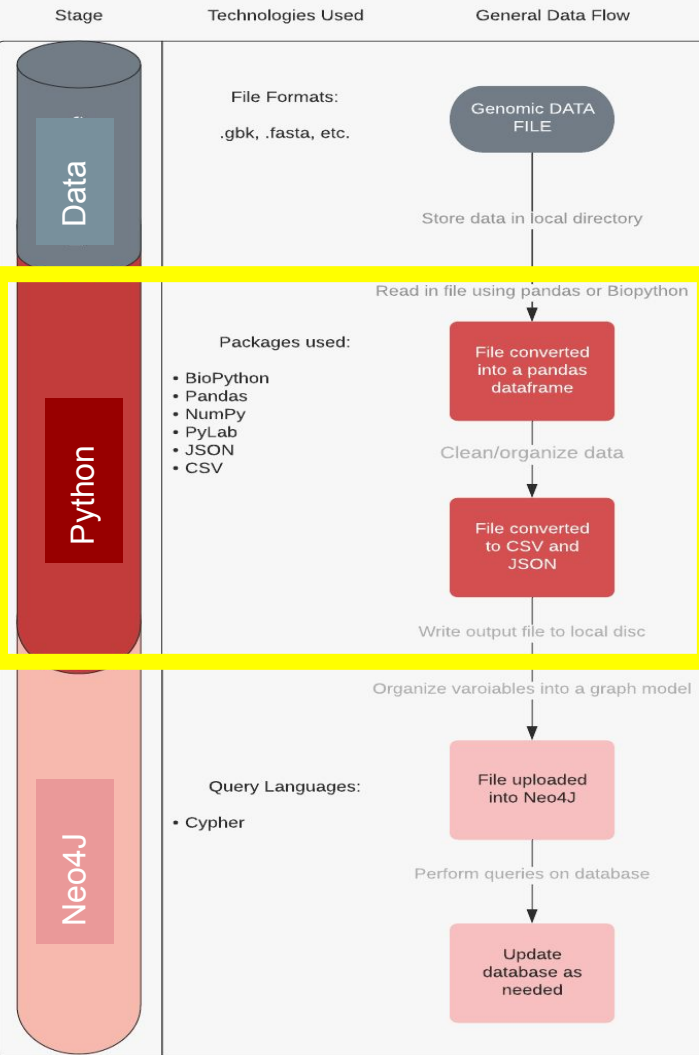 Stage
Technologies Used
General Data Flow
Data
File Formats:
.gbk, .fasta, etc.
Genomic DATA
FILE
Store data in local directory
Read in file using pandas or Biopython
Python
Packages used:
• BioPython
• Pandas
• NumPy
• PyLab
• JSON
• CSV
File converted
into a pandas
dataframe
Clean/organize data
File converted
to CSV and
JSON
Write output file to local disc
Organize varoiables into a graph model
Neo4J
Query Languages:
• Cypher
File uploaded
into Neo4J
Perform queries on database
Update
database as
needed